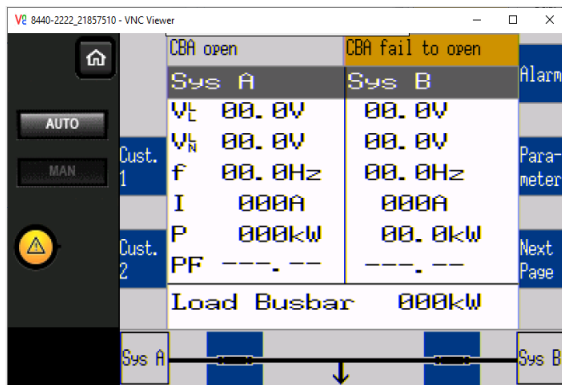 8440-2222_21857510 - VNC Viewer
CBA open
CBA fail to open
Sys A
Sys B
Alarm
AUTO
MAN
Cust.
1
Cust.
2
VLL 00.0V 00.0V
VLN 00.0V 00.0V
f 00.0Hz 00.0Hz
I 000A 000A
P 000kW 00.0kW
PF ---.-- ---.--
Load Busbar 000kW
Para-
meter
Next
Page
Sys A
Sys B